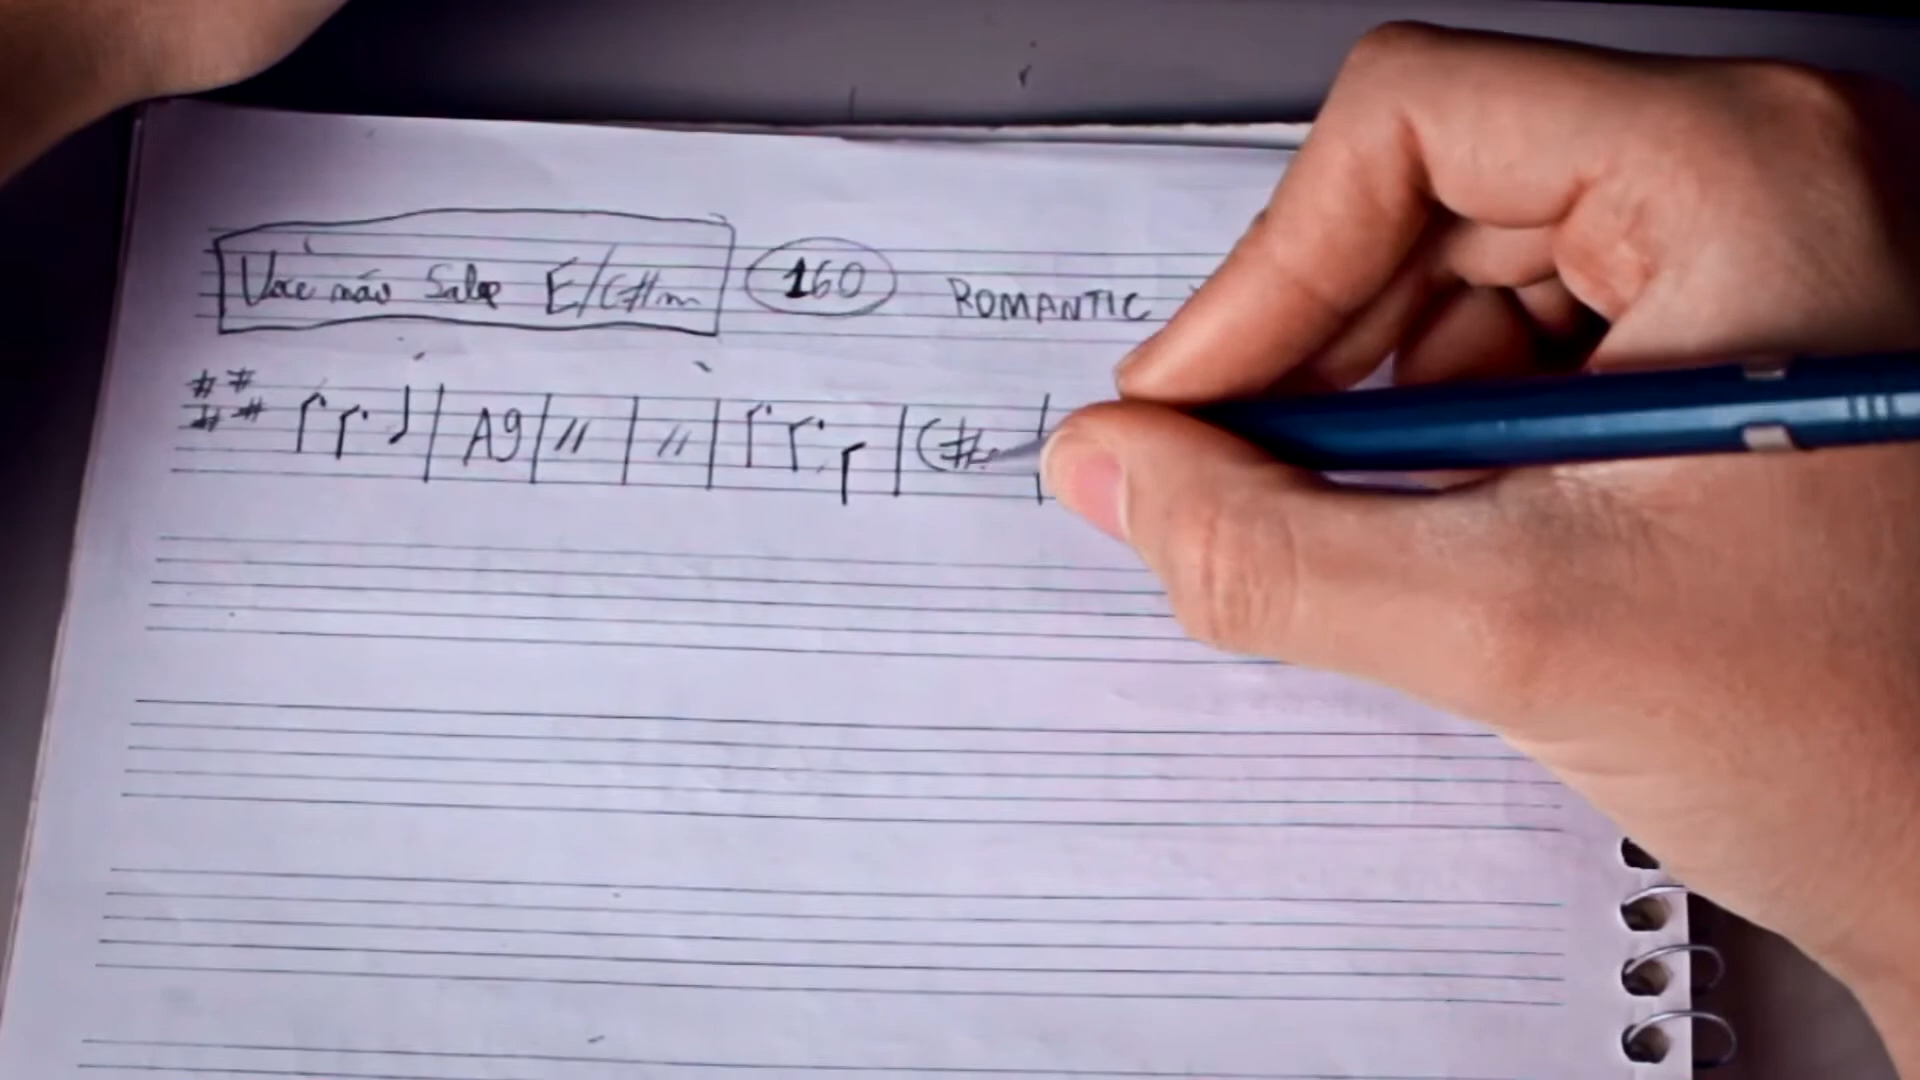 Você não Sabe E/C#m 160 ROMANTIC
# # # # | A9 | // | // | | C#m |